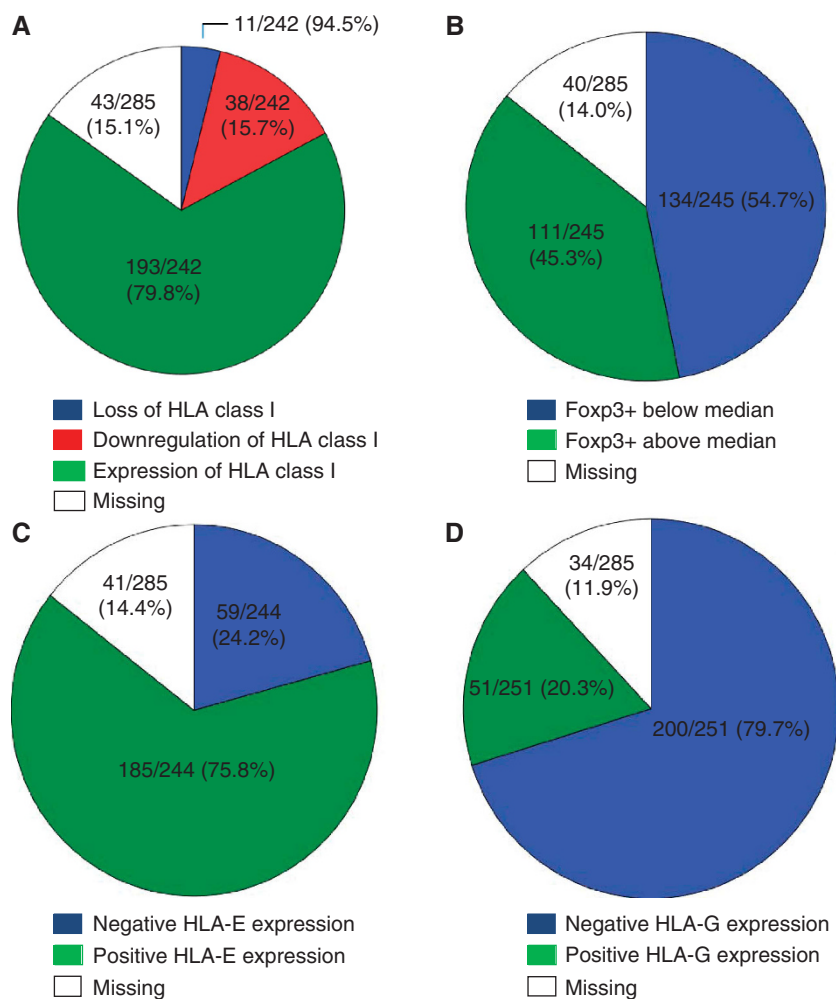 A
11/242 (94.5%)
43/285
(15.1%)
38/242
(15.7%)
193/242
(79.8%)
Loss of HLA class I
Downregulation of HLA class I
Expression of HLA class I
Missing
B
40/285
(14.0%)
134/245 (54.7%)
111/245
(45.3%)
Foxp3+ below median
Foxp3+ above median
Missing
C
41/285
(14.4%)
59/244
(24.2%)
185/244 (75.8%)
Negative HLA-E expression
Positive HLA-E expression
Missing
D
34/285
(11.9%)
51/251 (20.3%)
200/251 (79.7%)
Negative HLA-G expression
Positive HLA-G expression
Missing